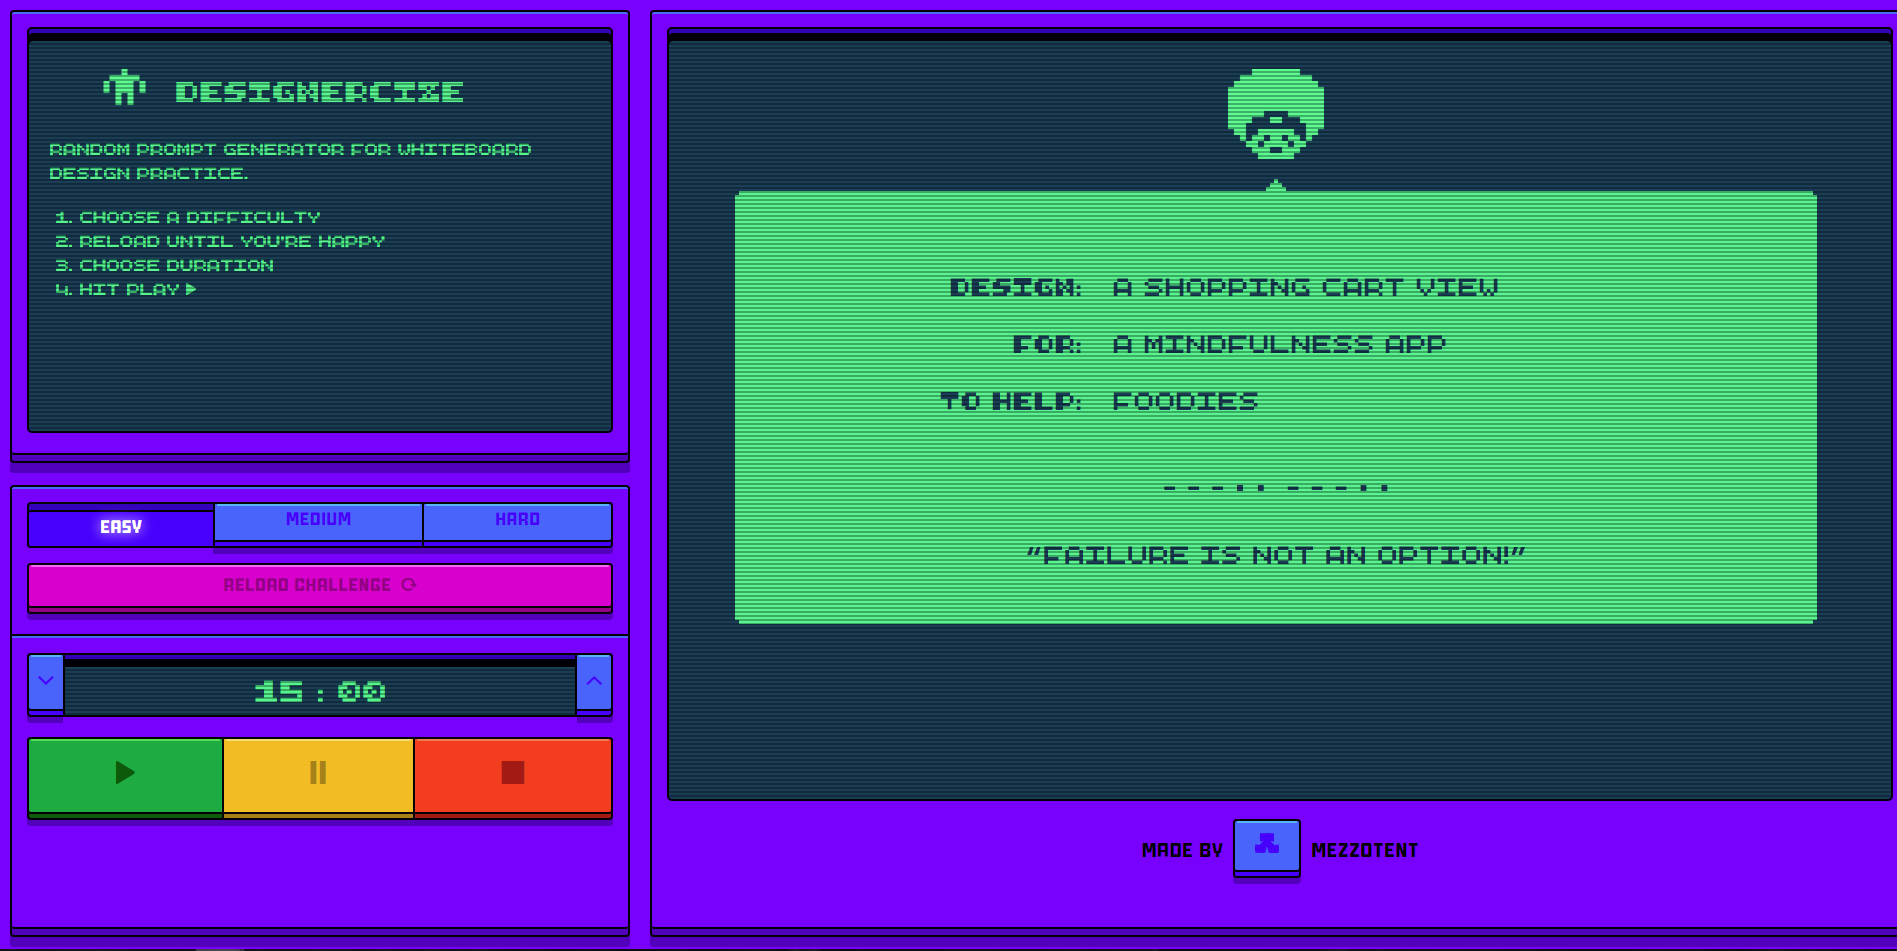 DESIGNERCIZE
RANDOM PROMPT GENERATOR FOR WHITEBOARD
DESIGN PRACTICE.
1. CHOOSE A DIFFICULTY
2. RELOAD UNTIL YOU'RE HAPPY
3. CHOOSE DURATION
4. HIT PLAY
EASY
MEDIUM
HARD
RELOAD CHALLENGE
15:00
DESIGN: A SHOPPING CART VIEW
FOR: A MINDFULNESS APP
TO HELP: FOODIES
---.. ---..
"FAILURE IS NOT AN OPTION!"
MADE BY MEZZOTENT